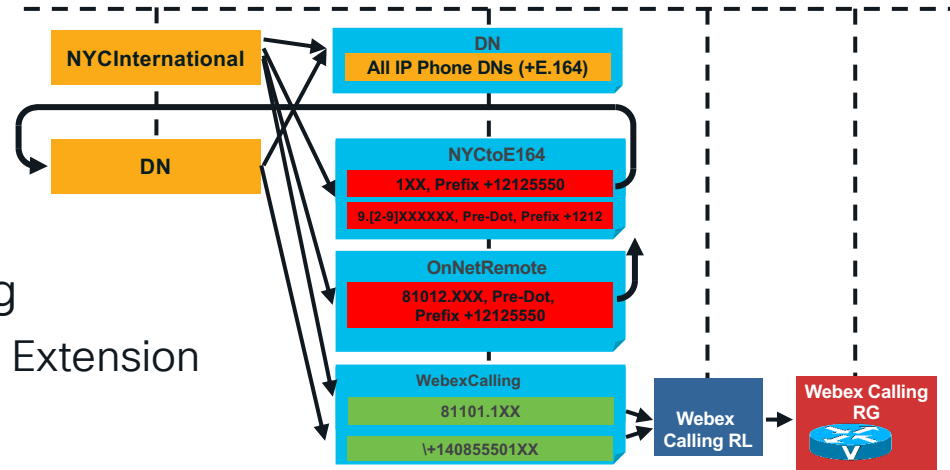 NYCInternational
DN
DN
All IP Phone DNs (+E.164)
NYCtoE164
1XX, Prefix +12125550
9.[2-9]XXXXXX, Pre-Dot, Prefix +1212
OnNetRemote
81012.XXX, Pre-Dot,
Prefix +12125550
g
Extension
WebexCalling
81101.1XX
\+140855501XX
Webex
Calling RL
Webex Calling
RG
V